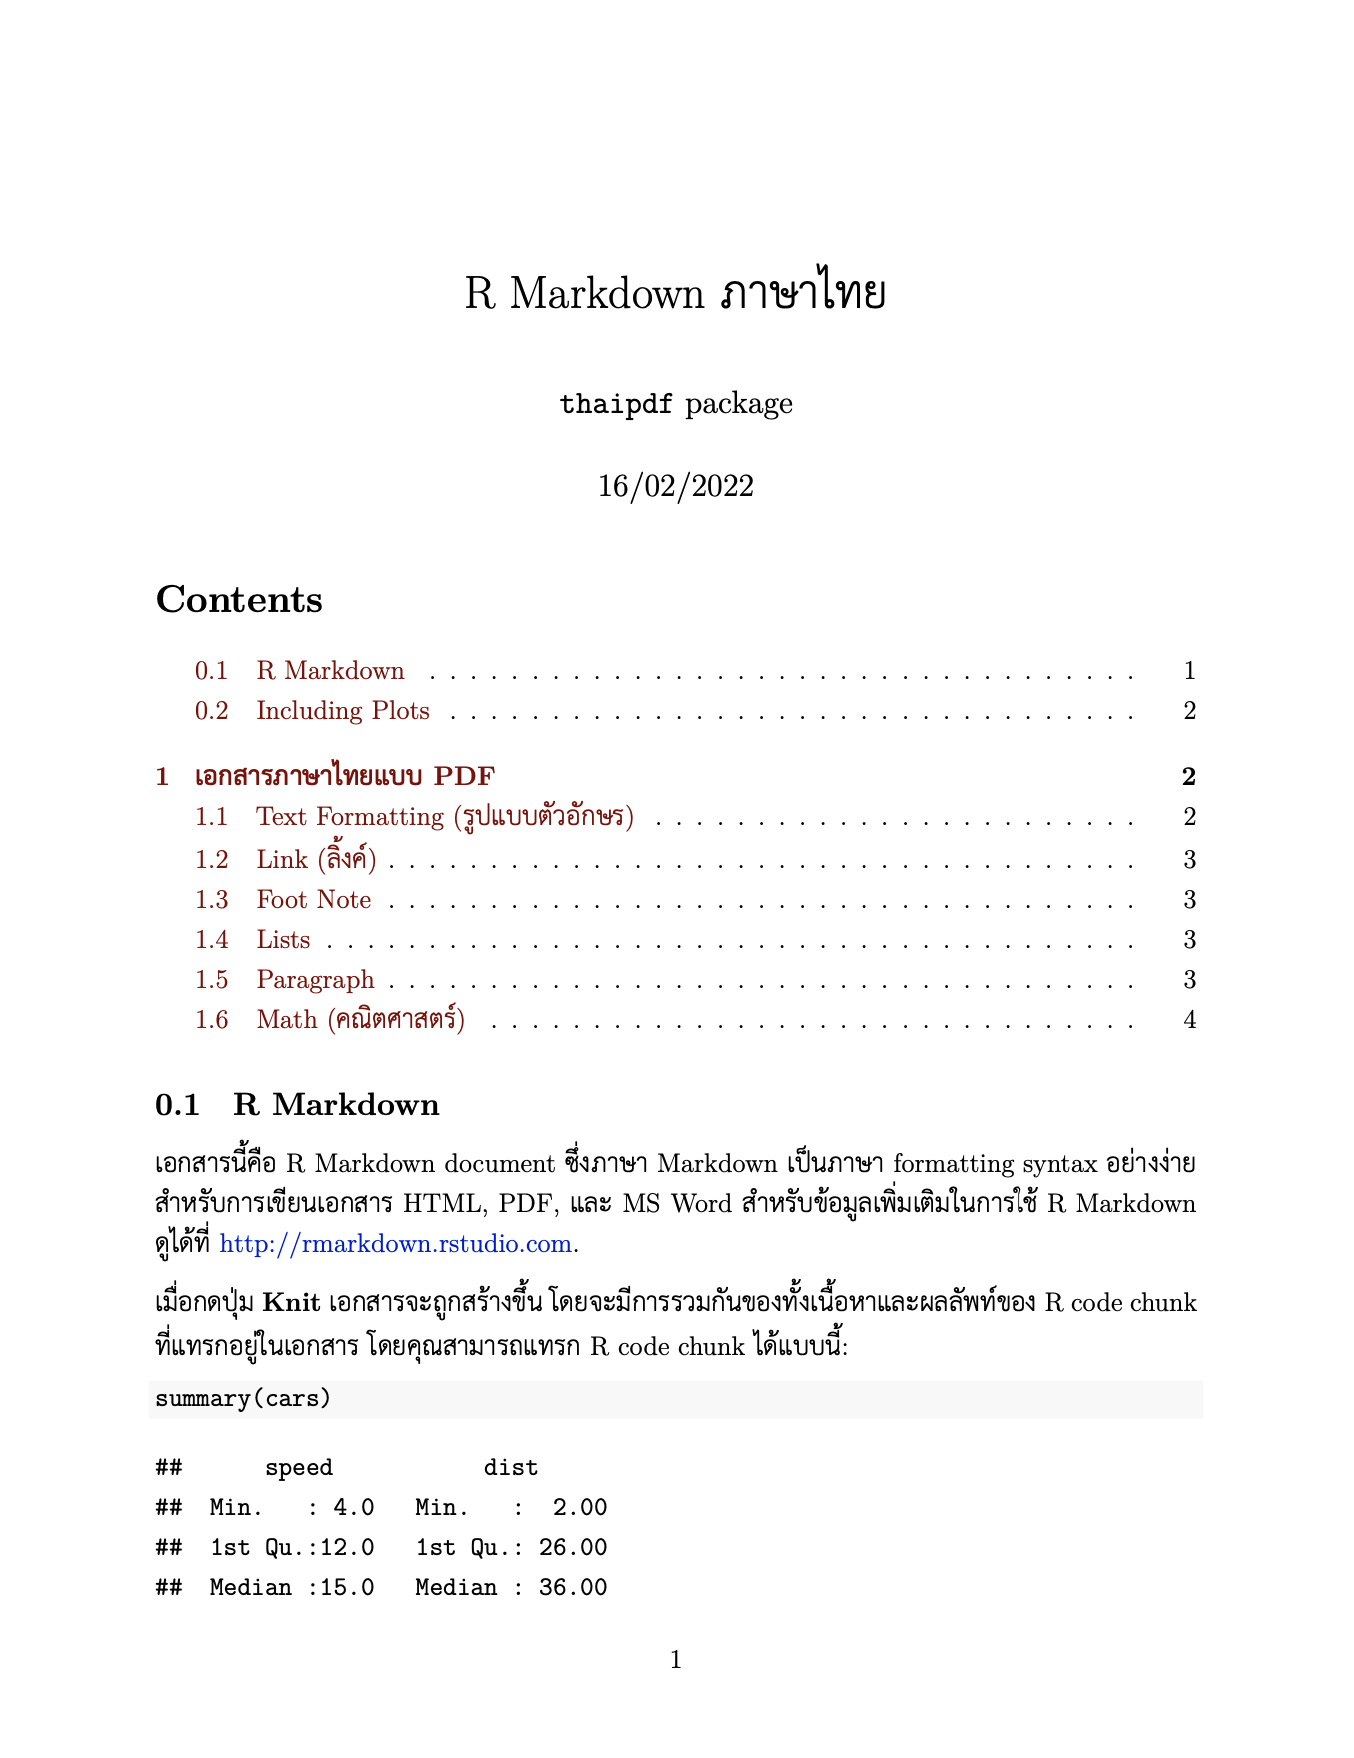 R Markdown ภาษาไทย
thaipdf package
16/02/2022
Contents
0.1 R Markdown . . . . . . . . . . . . . . . . . . . . . . . . . . . . . . . . . . . 1
0.2 Including Plots . . . . . . . . . . . . . . . . . . . . . . . . . . . . . . . . . . 2
1 เอกสารภาษาไทยแบบ PDF 2
1.1 Text Formatting (รูปแบบตัวอักษร) . . . . . . . . . . . . . . . . . . . . . . . . 2
1.2 Link (ลิ้งค์) . . . . . . . . . . . . . . . . . . . . . . . . . . . . . . . . . . . . . 3
1.3 Foot Note . . . . . . . . . . . . . . . . . . . . . . . . . . . . . . . . . . . . . 3
1.4 Lists . . . . . . . . . . . . . . . . . . . . . . . . . . . . . . . . . . . . . . . . 3
1.5 Paragraph . . . . . . . . . . . . . . . . . . . . . . . . . . . . . . . . . . . . . 3
1.6 Math (คณิตศาสตร์) . . . . . . . . . . . . . . . . . . . . . . . . . . . . . . . . 4
0.1 R Markdown
เอกสารนี้คือ R Markdown document ซึ่งภาษา Markdown เป็นภาษา formatting syntax อย่างง่าย
สำหรับการเขียนเอกสาร HTML, PDF, และ MS Word สำหรับข้อมูลเพิ่มเติมในการใช้ R Markdown
ดูได้ที่ http://rmarkdown.rstudio.com.
เมื่อกดปุ่ม Knit เอกสารจะถูกสร้างขึ้น โดยจะมีการรวมกันของทั้งเนื้อหาและผลลัพท์ของ R code chunk
ที่แทรกอยู่ในเอกสาร โดยคุณสามารถแทรก R code chunk ได้แบบนี้:
summary(cars)
##      speed           dist
##  Min.   : 4.0   Min.   :  2.00
##  1st Qu.:12.0   1st Qu.: 26.00
##  Median :15.0   Median : 36.00
1